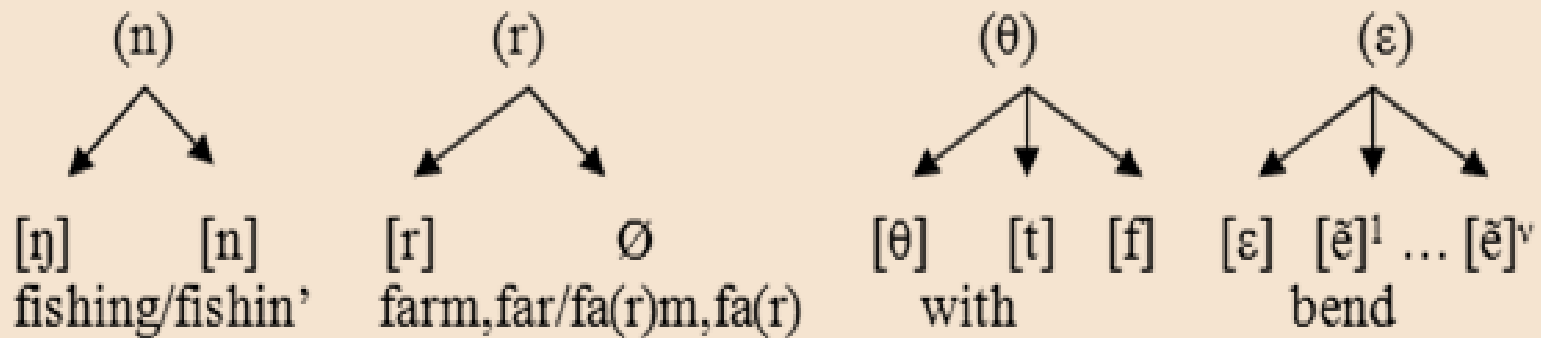 (n) (r) (θ) (ε)
[ŋ] [n] [r] Ø [θ] [t] [f] [ε] [ẽ]¹ … [ẽ]ᵛ
fishing/fishin’ farm,far/fa(r)m,fa(r) with bend